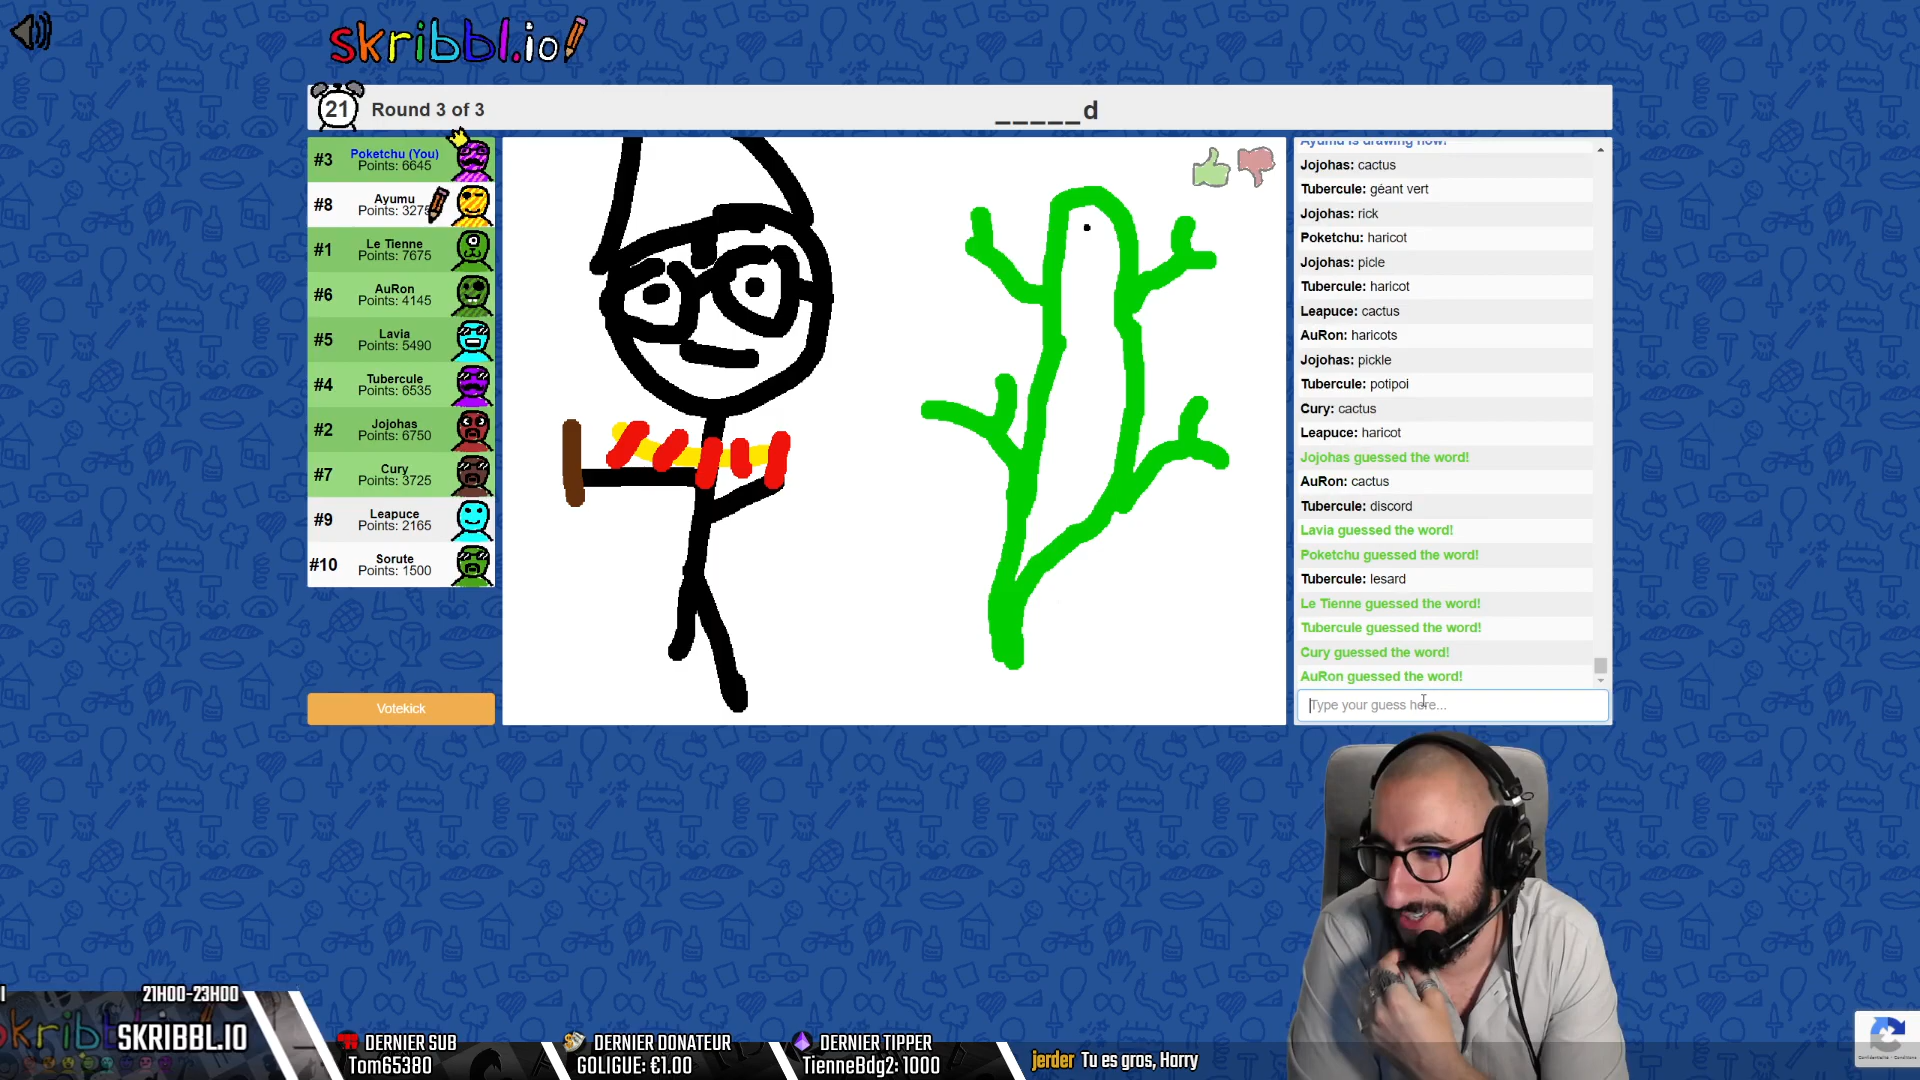 skribbl.io
21
Round 3 of 3
_____d
#3
Poketchu (You)
Points: 6645
#8
Ayumu
Points: 3275
#1
Le Tienne
Points: 7675
#6
AuRon
Points: 4145
#5
Lavia
Points: 5490
#4
Tubercule
Points: 6535
#2
Jojohas
Points: 6750
#7
Cury
Points: 3725
#9
Leapuce
Points: 2165
#10
Sorute
Points: 1500
Votekick
Ayumu is drawing now!
Jojohas: cactus
Tubercule: géant vert
Jojohas: rick
Poketchu: haricot
Jojohas: picle
Tubercule: haricot
Leapuce: cactus
AuRon: haricots
Jojohas: pickle
Tubercule: potipoi
Cury: cactus
Leapuce: haricot
Jojohas guessed the word!
AuRon: cactus
Tubercule: discord
Lavia guessed the word!
Poketchu guessed the word!
Tubercule: lesard
Le Tienne guessed the word!
Tubercule guessed the word!
Cury guessed the word!
AuRon guessed the word!
Type your guess here...
21H00-23H00
SKRIBBL.IO
DERNIER SUB
Tom65380
DERNIER DONATEUR
GOLIGUE: €1.00
DERNIER TIPPER
TienneBdg2: 1000
jerder Tu es gros, Harry